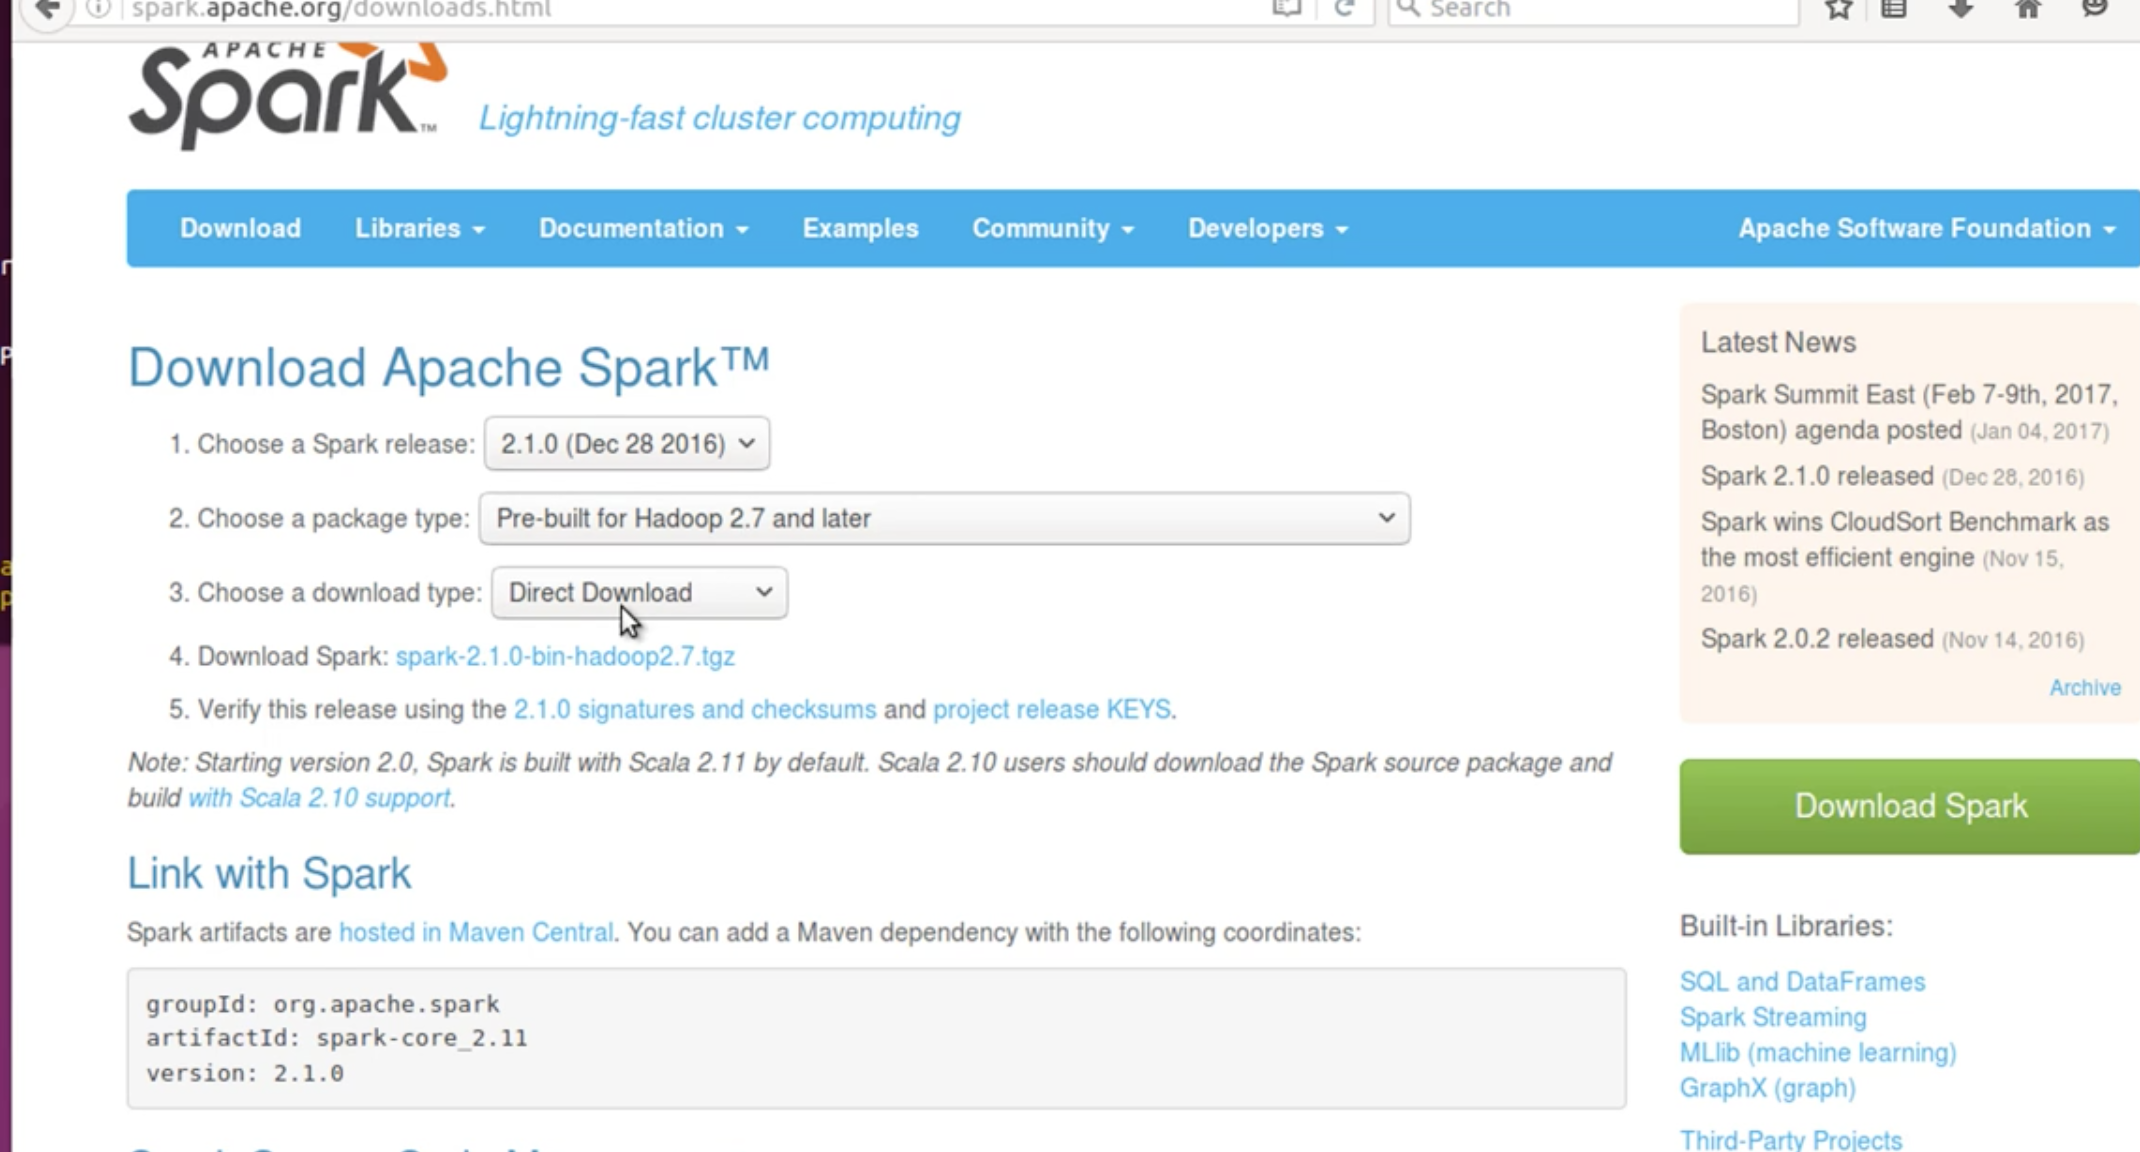 spark.apache.org/downloads.html
Search
APACHE
Spark™
Lightning-fast cluster computing
Download Libraries Documentation Examples Community Developers Apache Software Foundation
Download Apache Spark™
1. Choose a Spark release: 2.1.0 (Dec 28 2016)
2. Choose a package type: Pre-built for Hadoop 2.7 and later
3. Choose a download type: Direct Download
4. Download Spark: spark-2.1.0-bin-hadoop2.7.tgz
5. Verify this release using the 2.1.0 signatures and checksums and project release KEYS.
Note: Starting version 2.0, Spark is built with Scala 2.11 by default. Scala 2.10 users should download the Spark source package and
build with Scala 2.10 support.
Link with Spark
Spark artifacts are hosted in Maven Central. You can add a Maven dependency with the following coordinates:
groupId: org.apache.spark
artifactId: spark-core_2.11
version: 2.1.0
Latest News
Spark Summit East (Feb 7-9th, 2017,
Boston) agenda posted (Jan 04, 2017)
Spark 2.1.0 released (Dec 28, 2016)
Spark wins CloudSort Benchmark as
the most efficient engine (Nov 15,
2016)
Spark 2.0.2 released (Nov 14, 2016)
Archive
Download Spark
Built-in Libraries:
SQL and DataFrames
Spark Streaming
MLlib (machine learning)
GraphX (graph)
Third-Party Projects